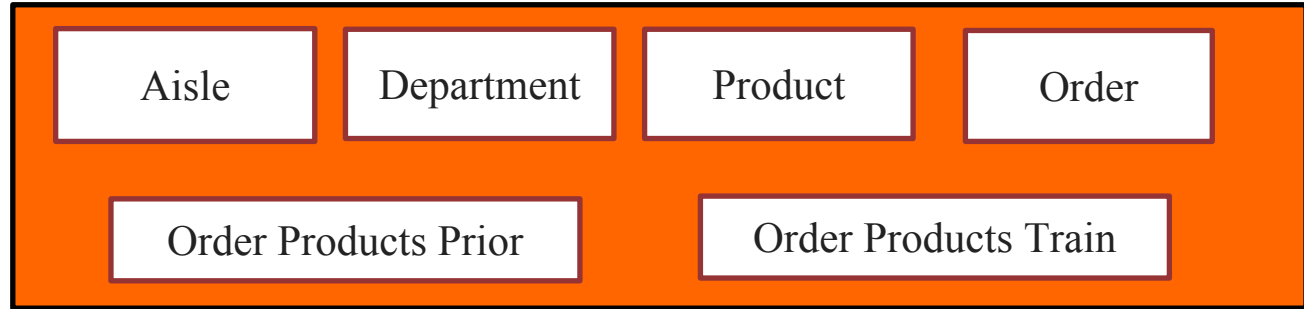 Aisle
Department
Product
Order
Order Products Prior
Order Products Train